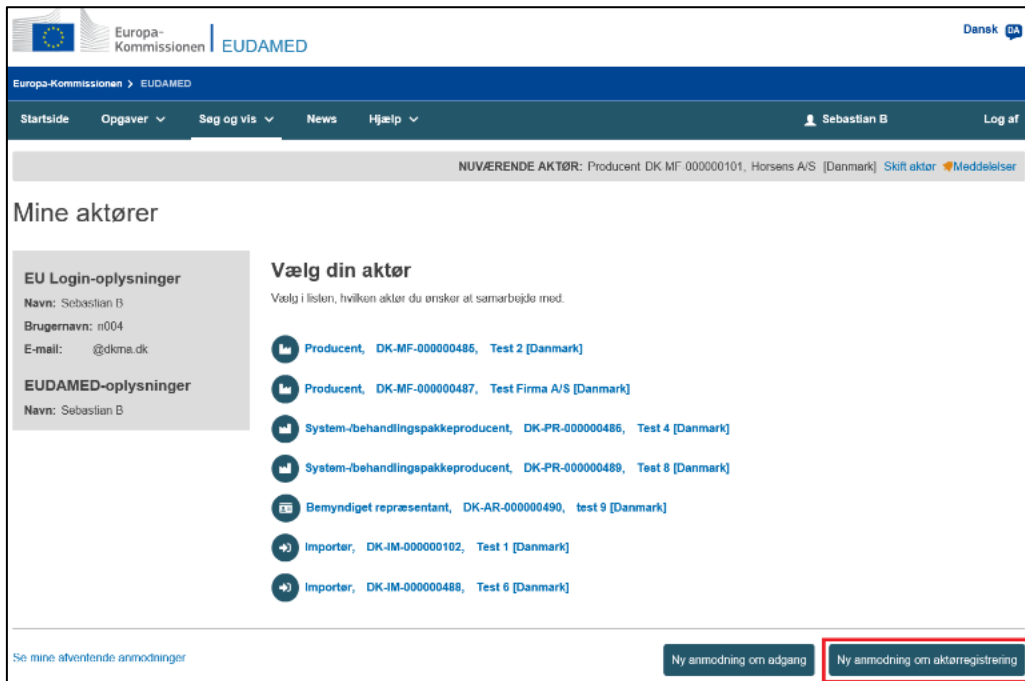 Europa-
Kommissionen
EUDAMED
Dansk DA
Europa-Kommissionen > EUDAMED
Startside Opgaver Søg og vis News Hjælp Sebastian B Log af
NUVÆRENDE AKTØR: Producent DK MF 000000101, Horsens A/S [Danmark] Skift aktør Meddelelser
Mine aktører
EU Login-oplysninger
Navn: Sebastian B
Brugernavn: n004
E-mail: @dkma.dk
EUDAMED-oplysninger
Navn: Sebastian B
Vælg din aktør
Vælg i listen, hvilken aktør du ønsker at samarbejde med.
Producent, DK-MF-000000485, Test 2 [Danmark]
Producent, DK-MF-000000487, Test Firma A/S [Danmark]
System-/behandlingspakkeproducent, DK-PR-000000486, Test 4 [Danmark]
System-/behandlingspakkeproducent, DK-PR-000000489, Test 8 [Danmark]
Bemyndiget repræsentant, DK-AR-000000490, test 9 [Danmark]
Importør, DK-IM-000000102, Test 1 [Danmark]
Importør, DK-IM-000000488, Test 6 [Danmark]
Se mine afventende anmodninger
Ny anmodning om adgang
Ny anmodning om aktørregistrering